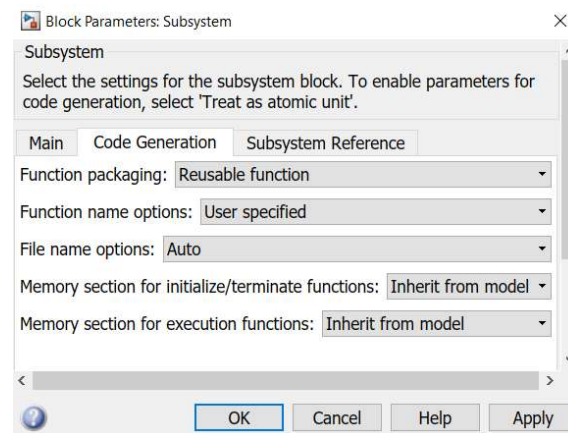 Block Parameters: Subsystem
Subsystem
Select the settings for the subsystem block. To enable parameters for
code generation, select 'Treat as atomic unit'.
Main Code Generation Subsystem Reference
Function packaging: Reusable function
Function name options: User specified
File name options: Auto
Memory section for initialize/terminate functions: Inherit from model
Memory section for execution functions: Inherit from model
OK Cancel Help Apply